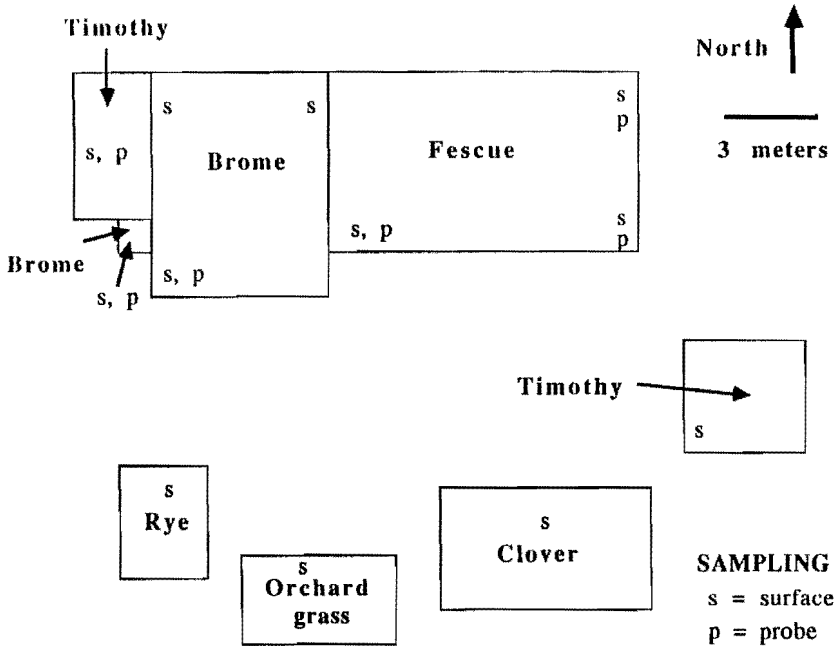 Timothy
North
3 meters
s s
s
p
s, p
Brome
Fescue
s
p
s, p
Brome
s, p
s, p
Timothy
s
s
Rye
s
Clover
s
Orchard
grass
SAMPLING
s = surface
p = probe